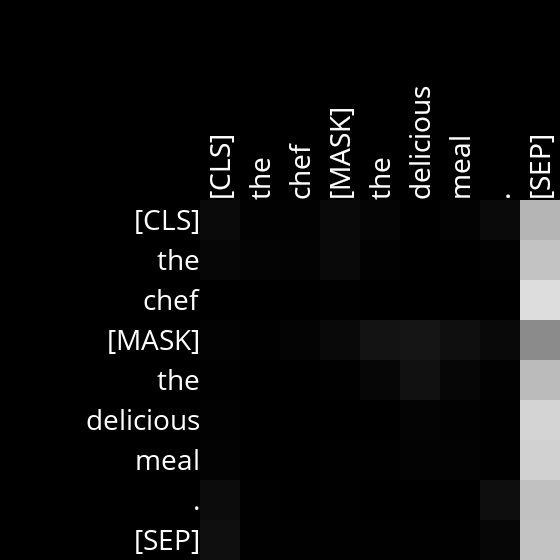 [CLS] the chef [MASK] the delicious meal . [SEP]
[CLS]
the
chef
[MASK]
the
delicious
meal
.
[SEP]